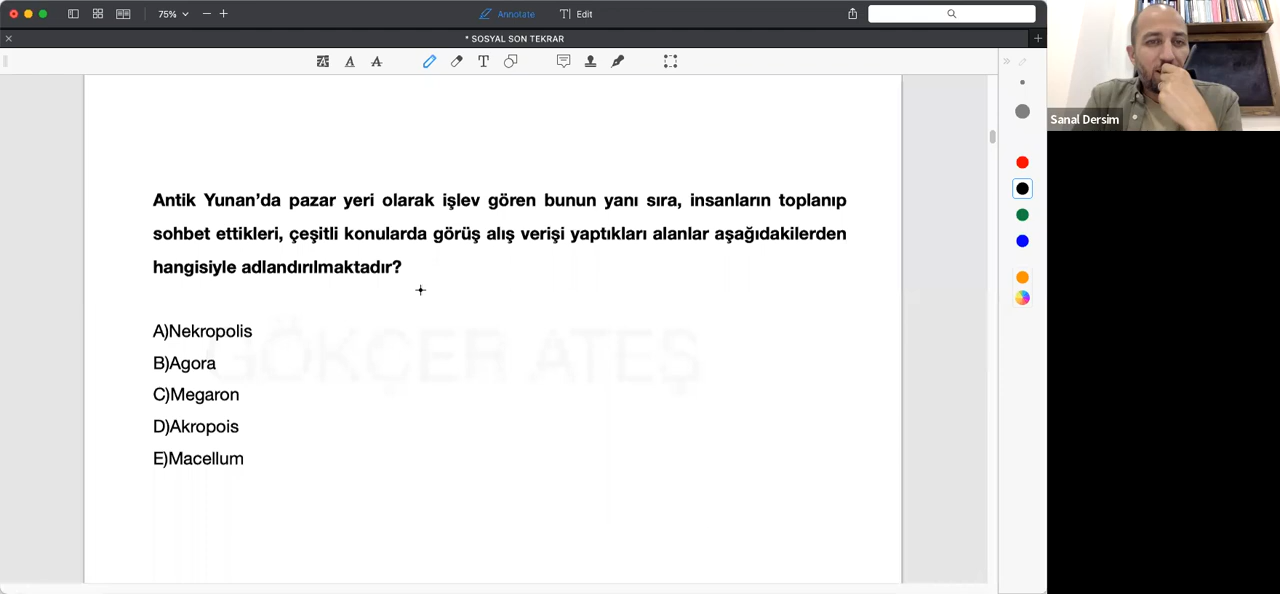 75%
Annotate
T Edit
* SOSYAL SON TEKRAR
Sanal Dersim
Antik Yunan’da pazar yeri olarak işlev gören bunun yanı sıra, insanların toplanıp
sohbet ettikleri, çeşitli konularda görüş alış verişi yaptıkları alanlar aşağıdakilerden
hangisiyle adlandırılmaktadır?
GÖKÇER ATEŞ
A)Nekropolis
B)Agora
C)Megaron
D)Akropois
E)Macellum